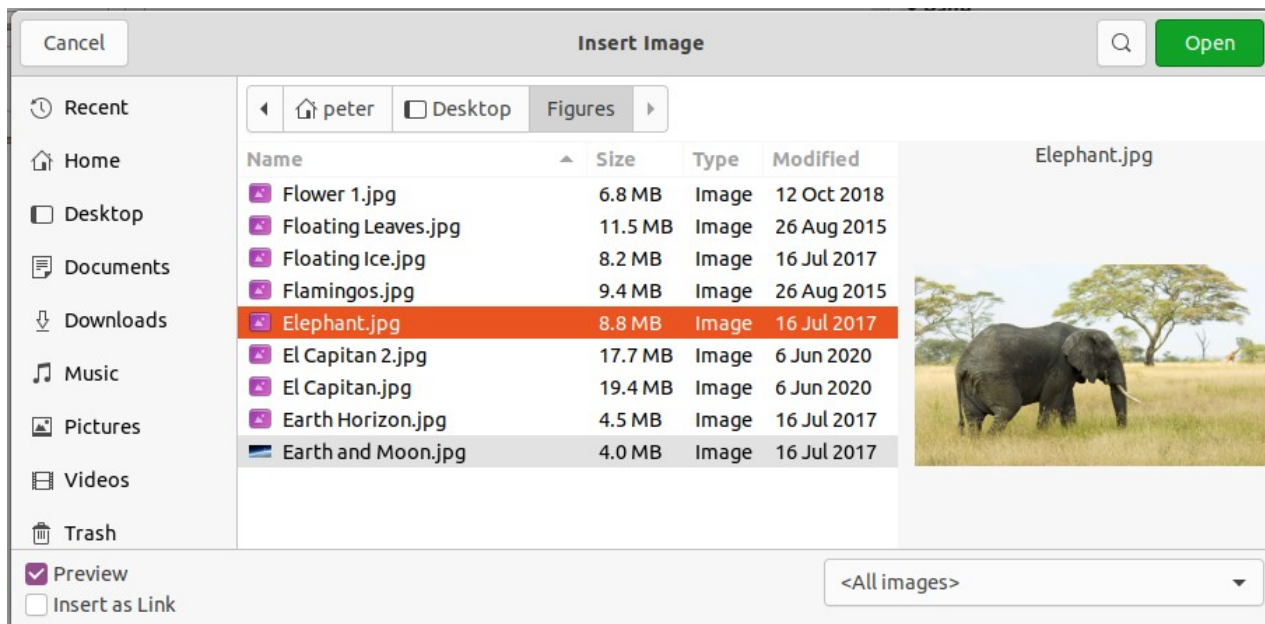 Cancel
Insert Image
Open
Recent
Home
Desktop
Documents
Downloads
Music
Pictures
Videos
Trash
peter Desktop Figures
Name Size Type Modified
Flower 1.jpg 6.8 MB Image 12 Oct 2018
Floating Leaves.jpg 11.5 MB Image 26 Aug 2015
Floating Ice.jpg 8.2 MB Image 16 Jul 2017
Flamingos.jpg 9.4 MB Image 26 Aug 2015
Elephant.jpg 8.8 MB Image 16 Jul 2017
El Capitan 2.jpg 17.7 MB Image 6 Jun 2020
El Capitan.jpg 19.4 MB Image 6 Jun 2020
Earth Horizon.jpg 4.5 MB Image 16 Jul 2017
Earth and Moon.jpg 4.0 MB Image 16 Jul 2017
Elephant.jpg
Preview
Insert as Link
<All images>